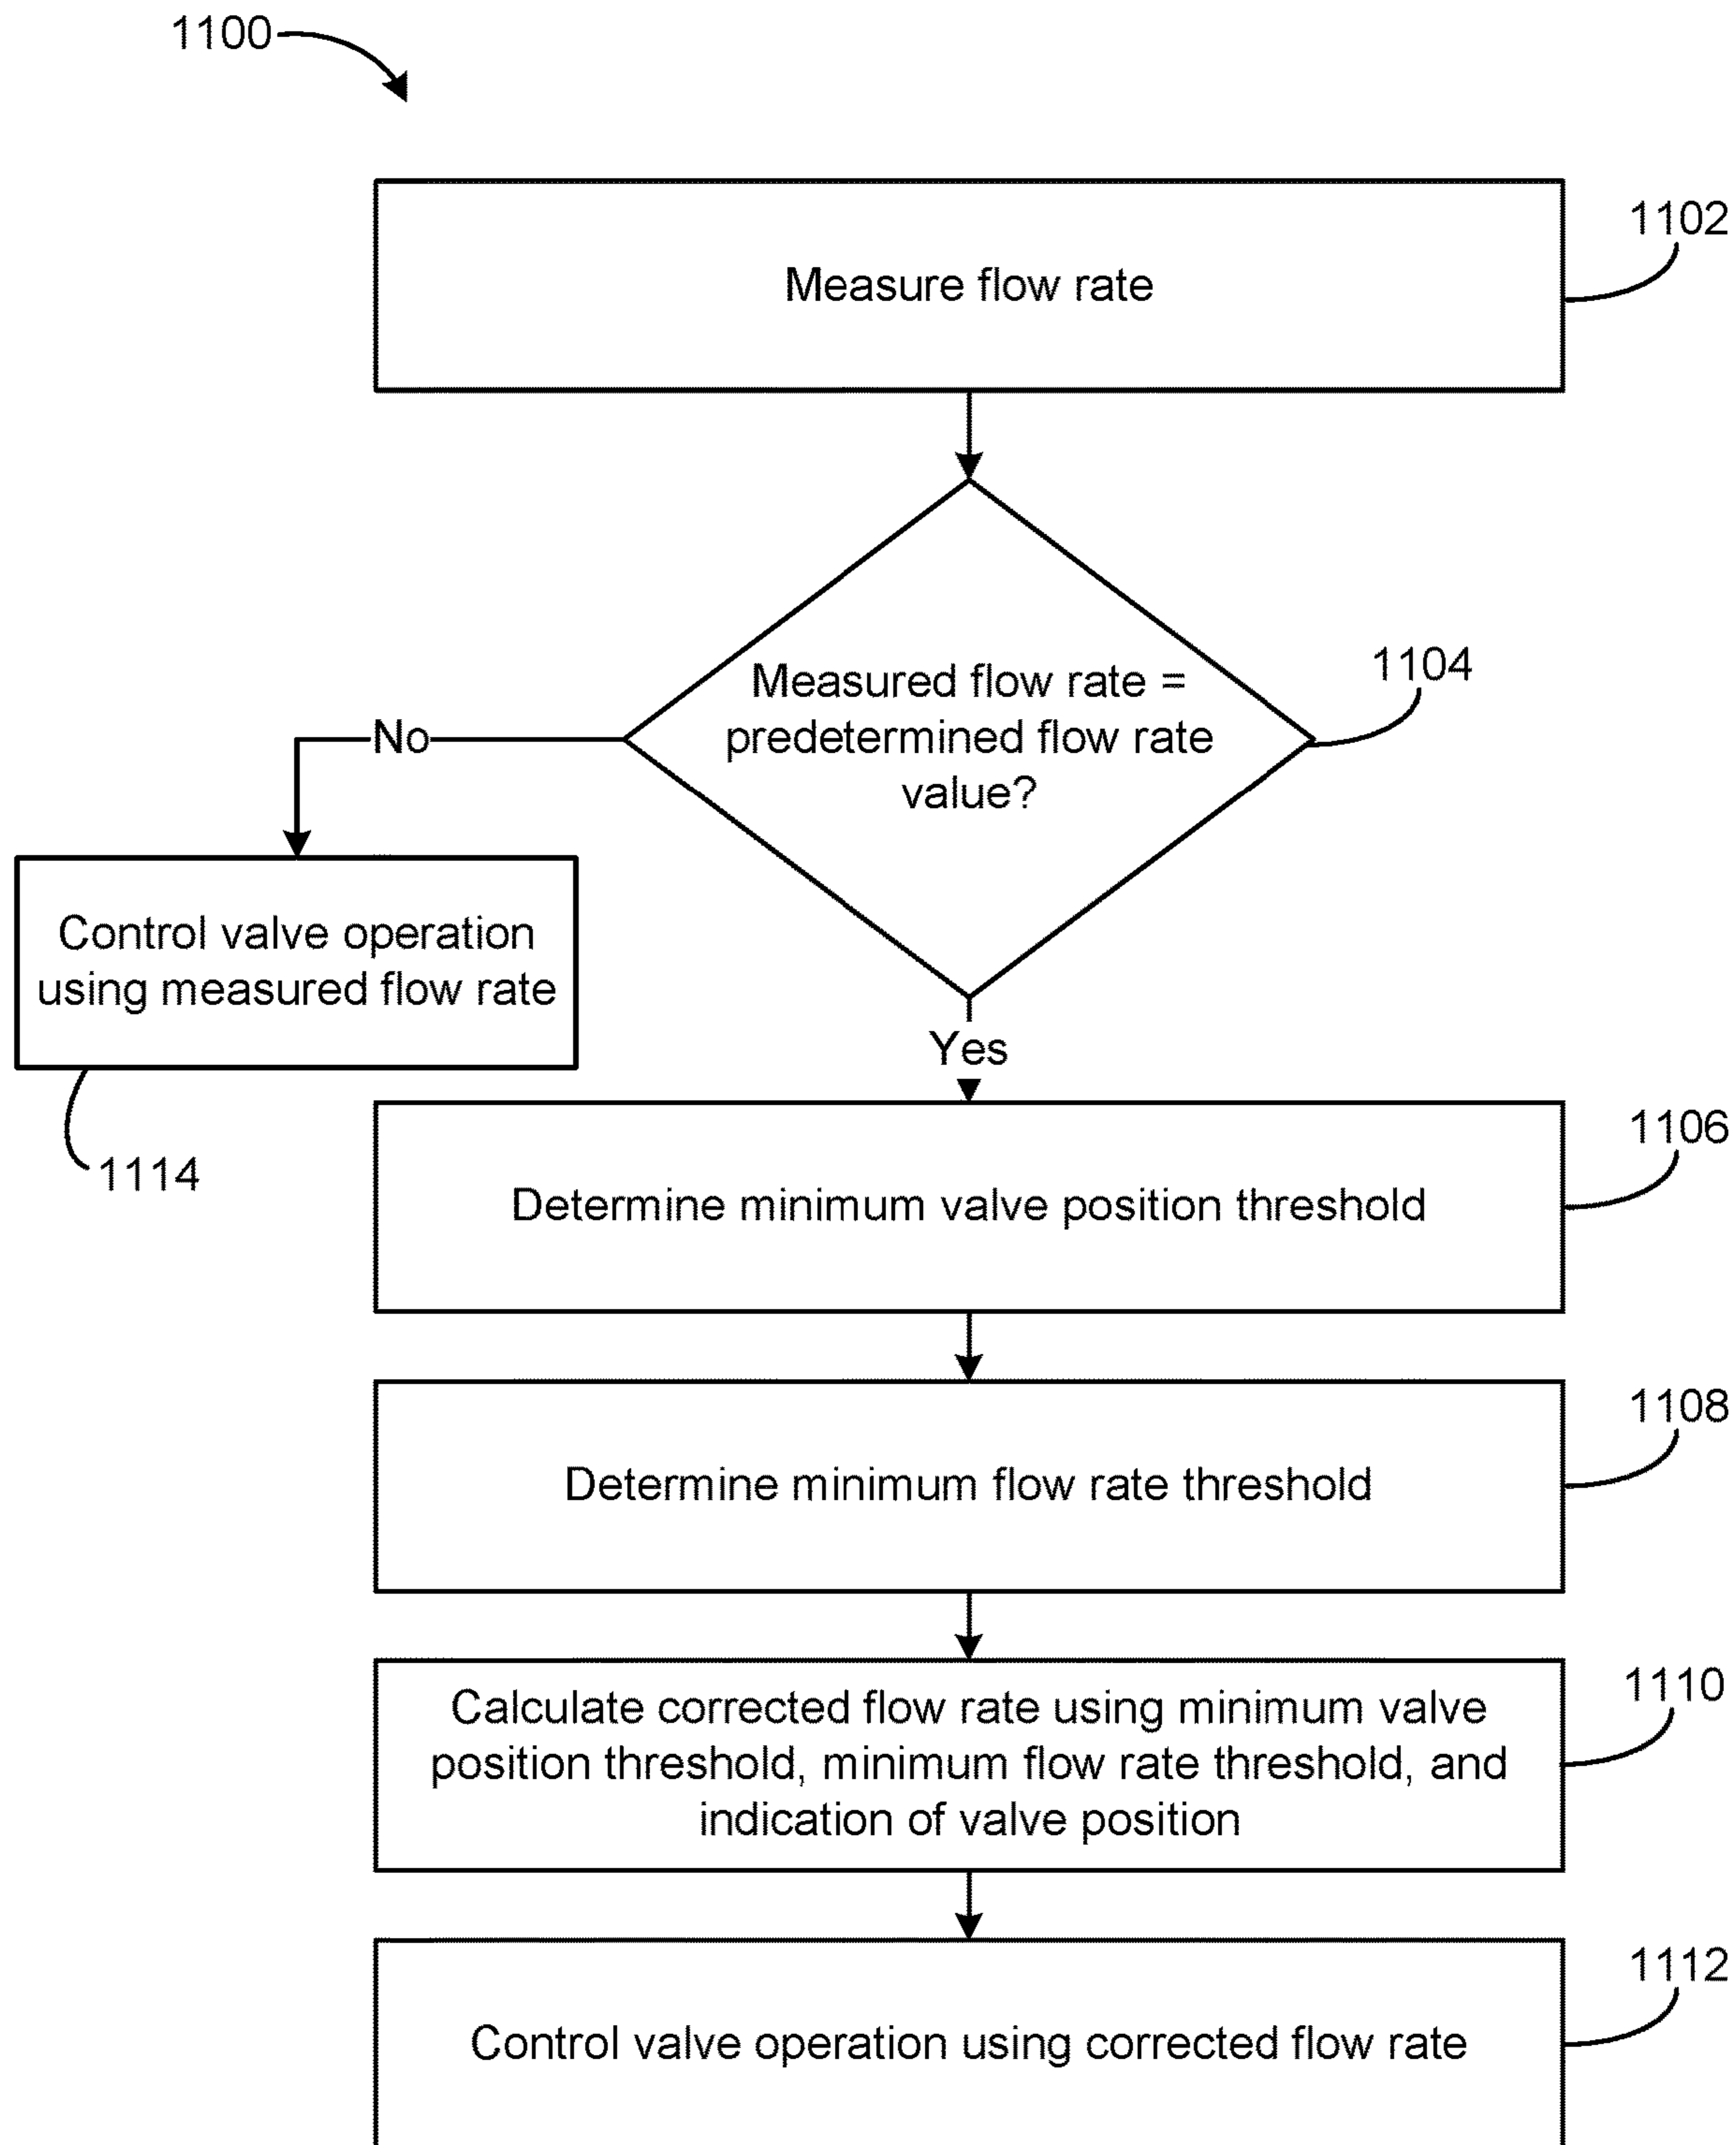 1100
1102
Measure flow rate
1104
Measured flow rate =
predetermined flow rate
value?
No
Control valve operation
using measured flow rate
1114
Yes
1106
Determine minimum valve position threshold
1108
Determine minimum flow rate threshold
1110
Calculate corrected flow rate using minimum valve
position threshold, minimum flow rate threshold, and
indication of valve position
1112
Control valve operation using corrected flow rate